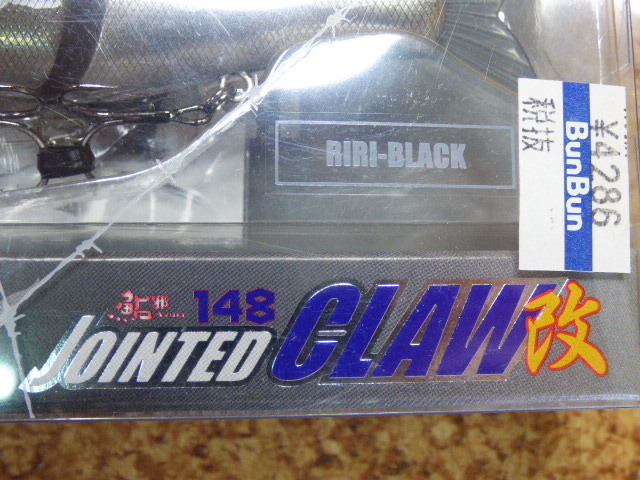 RiRi-BLACK
¥4286
税抜
BunBun
148
JOINTED CLAW改